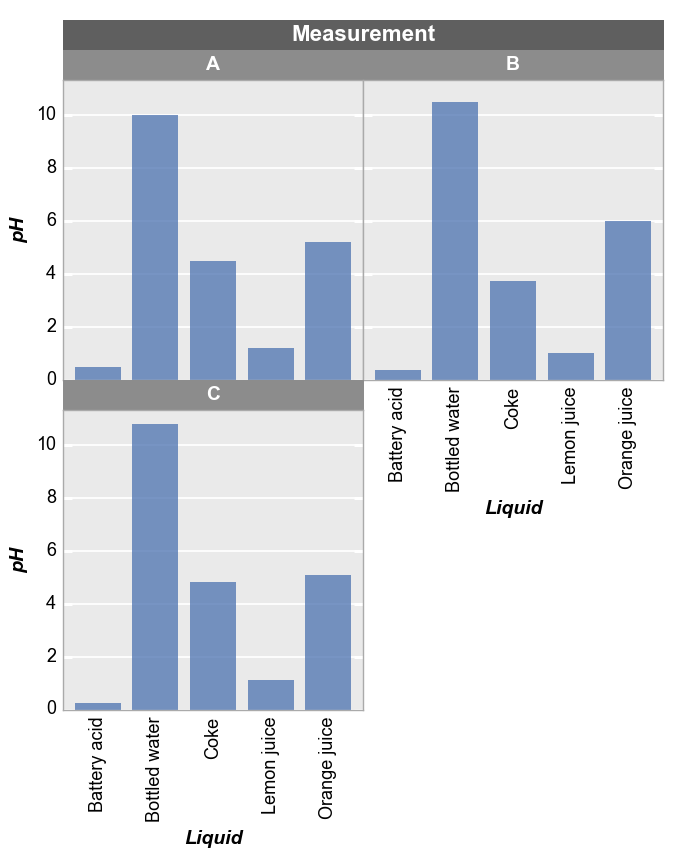 Measurement
A B
10
8
6
4
2
0
pH
Battery acid
Bottled water
Coke
Lemon juice
Orange juice
Liquid
C
10
8
6
4
2
0
pH
Battery acid
Bottled water
Coke
Lemon juice
Orange juice
Liquid